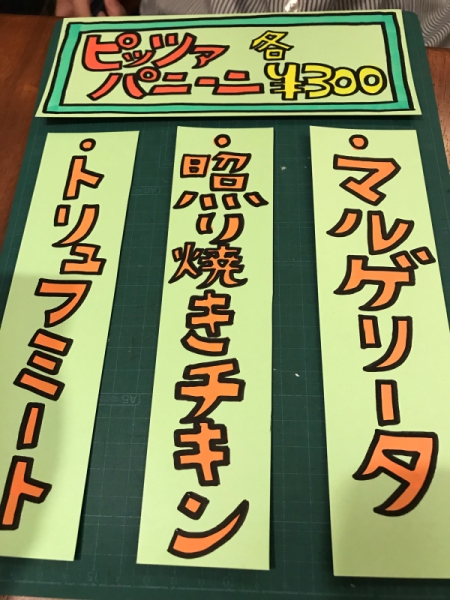 ピッツァ 各
パニーニ ¥300
・マルゲリータ
・照り焼きチキン
・トリュフミート